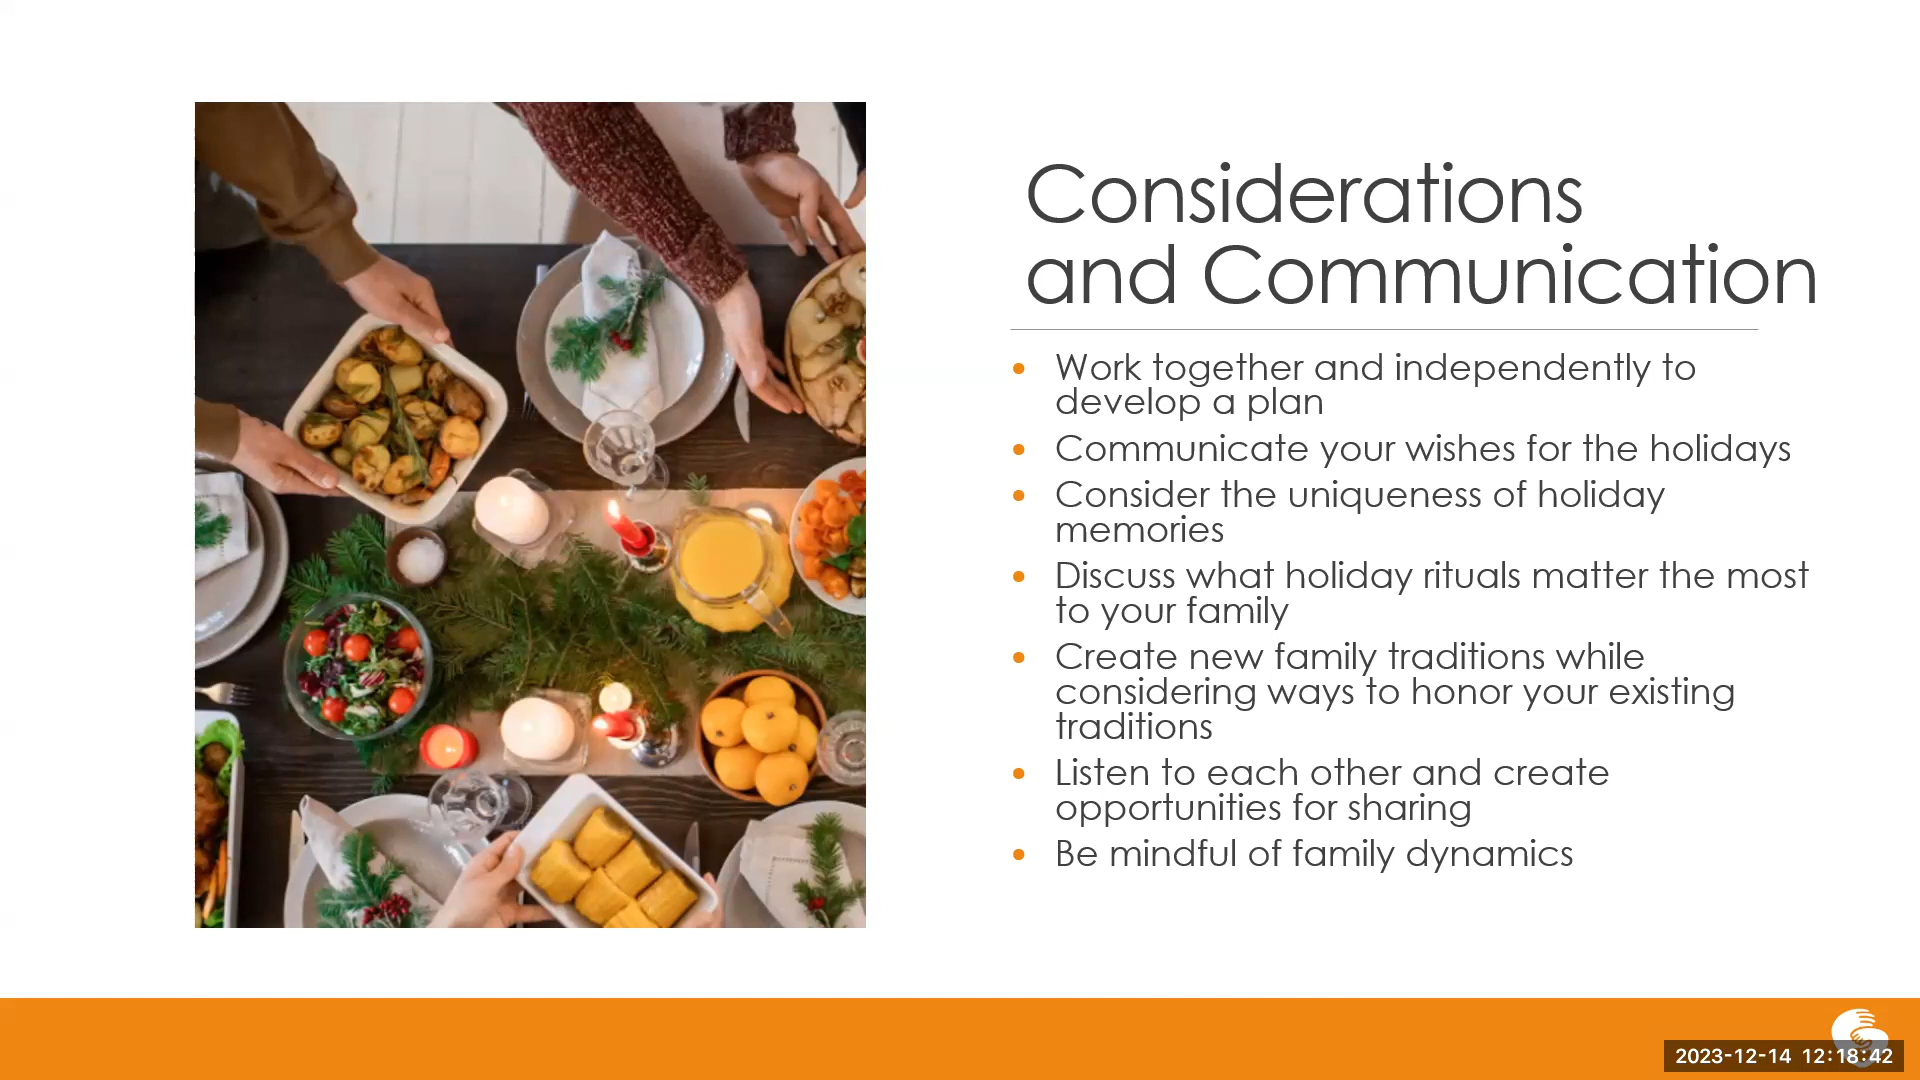 Considerations
and Communication
Work together and independently to
develop a plan
Communicate your wishes for the holidays
Consider the uniqueness of holiday
memories
Discuss what holiday rituals matter the most
to your family
Create new family traditions while
considering ways to honor your existing
traditions
Listen to each other and create
opportunities for sharing
Be mindful of family dynamics
2023-12-14 12:18:42